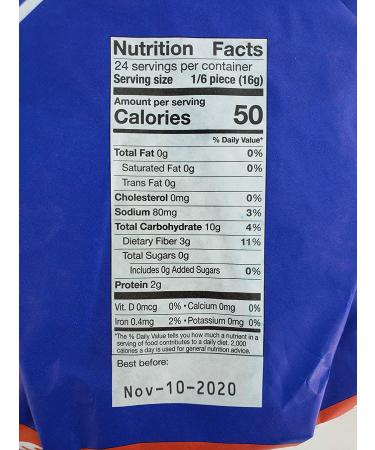 Nutrition Facts
24 servings per container
Serving size 1/6 piece (16g)
Amount per serving
Calories 50
% Daily Value*
Total Fat 0g 0%
Saturated Fat 0g 0%
Trans Fat 0g
Cholesterol 0mg 0%
Sodium 80mg 3%
Total Carbohydrate 10g 4%
Dietary Fiber 3g 11%
Total Sugars 0g
Includes 0g Added Sugars 0%
Protein 2g
Vit. D 0mcg 0% • Calcium 0mg 0%
Iron 0.4mg 2% • Potassium 0mg 0%
*The % Daily Value tells you how much a nutrient in a
serving of food contributes to a daily diet. 2,000
calories a day is used for general nutrition advice.
Best before:
Nov-10-2020